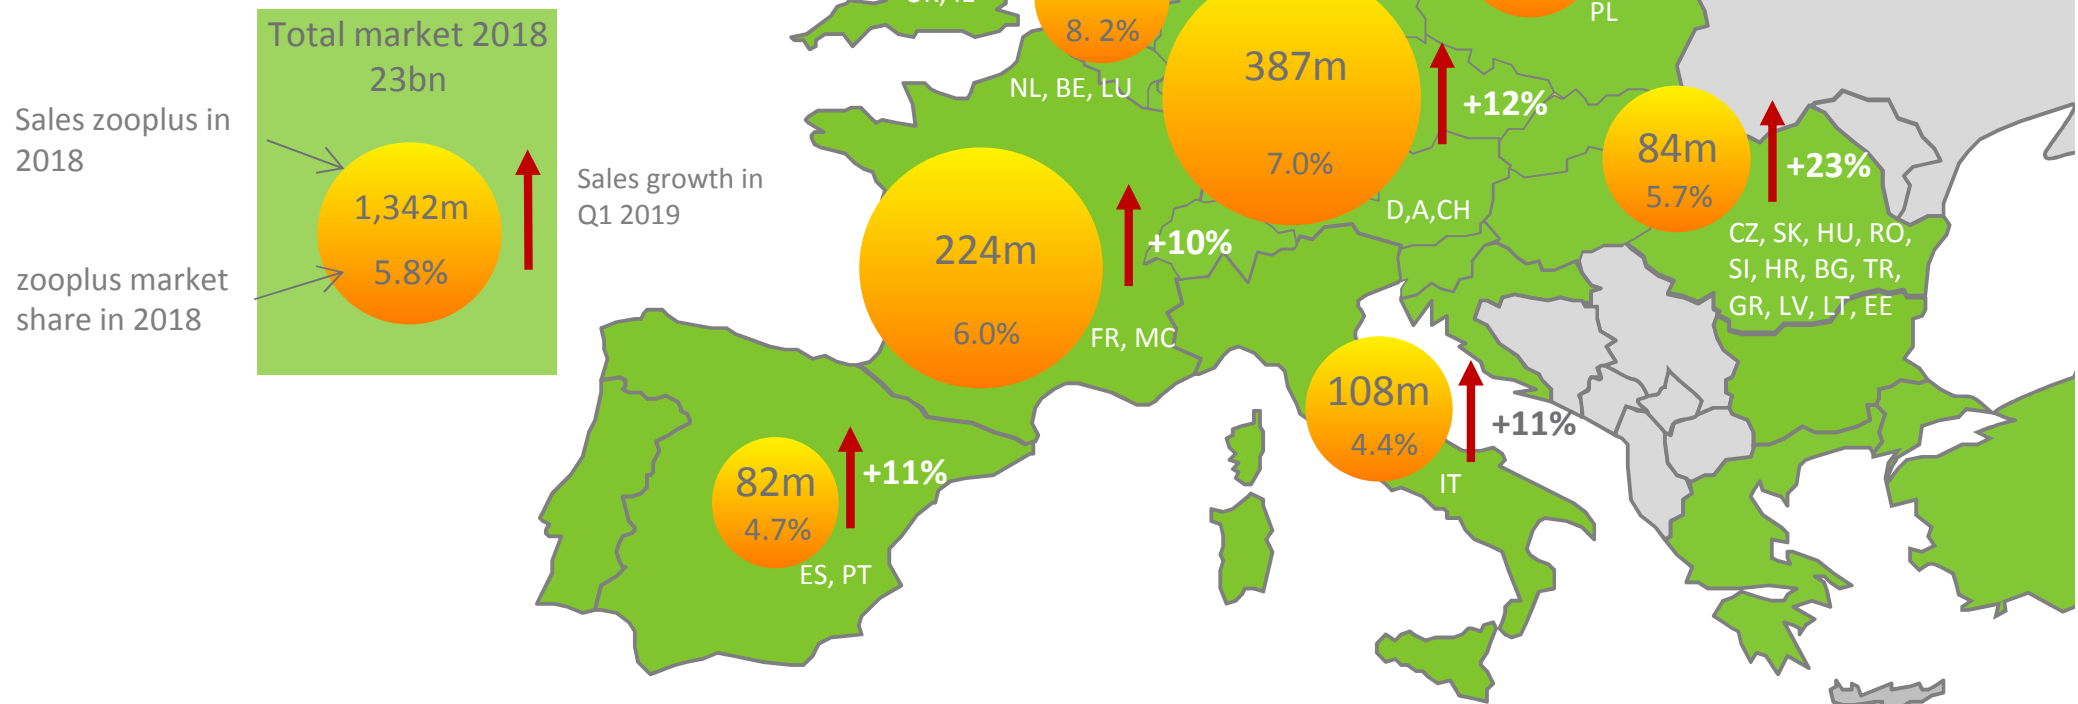 Total market 2018
23bn
Sales zooplus in
2018
1,342m
5.8%
Sales growth in
Q1 2019
zooplus market
share in 2018
8. 2%
NL, BE, LU
387m
7.0%
+12%
D,A,CH
PL
84m
5.7%
+23%
CZ, SK, HU, RO,
SI, HR, BG, TR,
GR, LV, LT, EE
224m
6.0%
+10%
FR, MC
108m
4.4%
+11%
IT
82m
4.7%
+11%
ES, PT